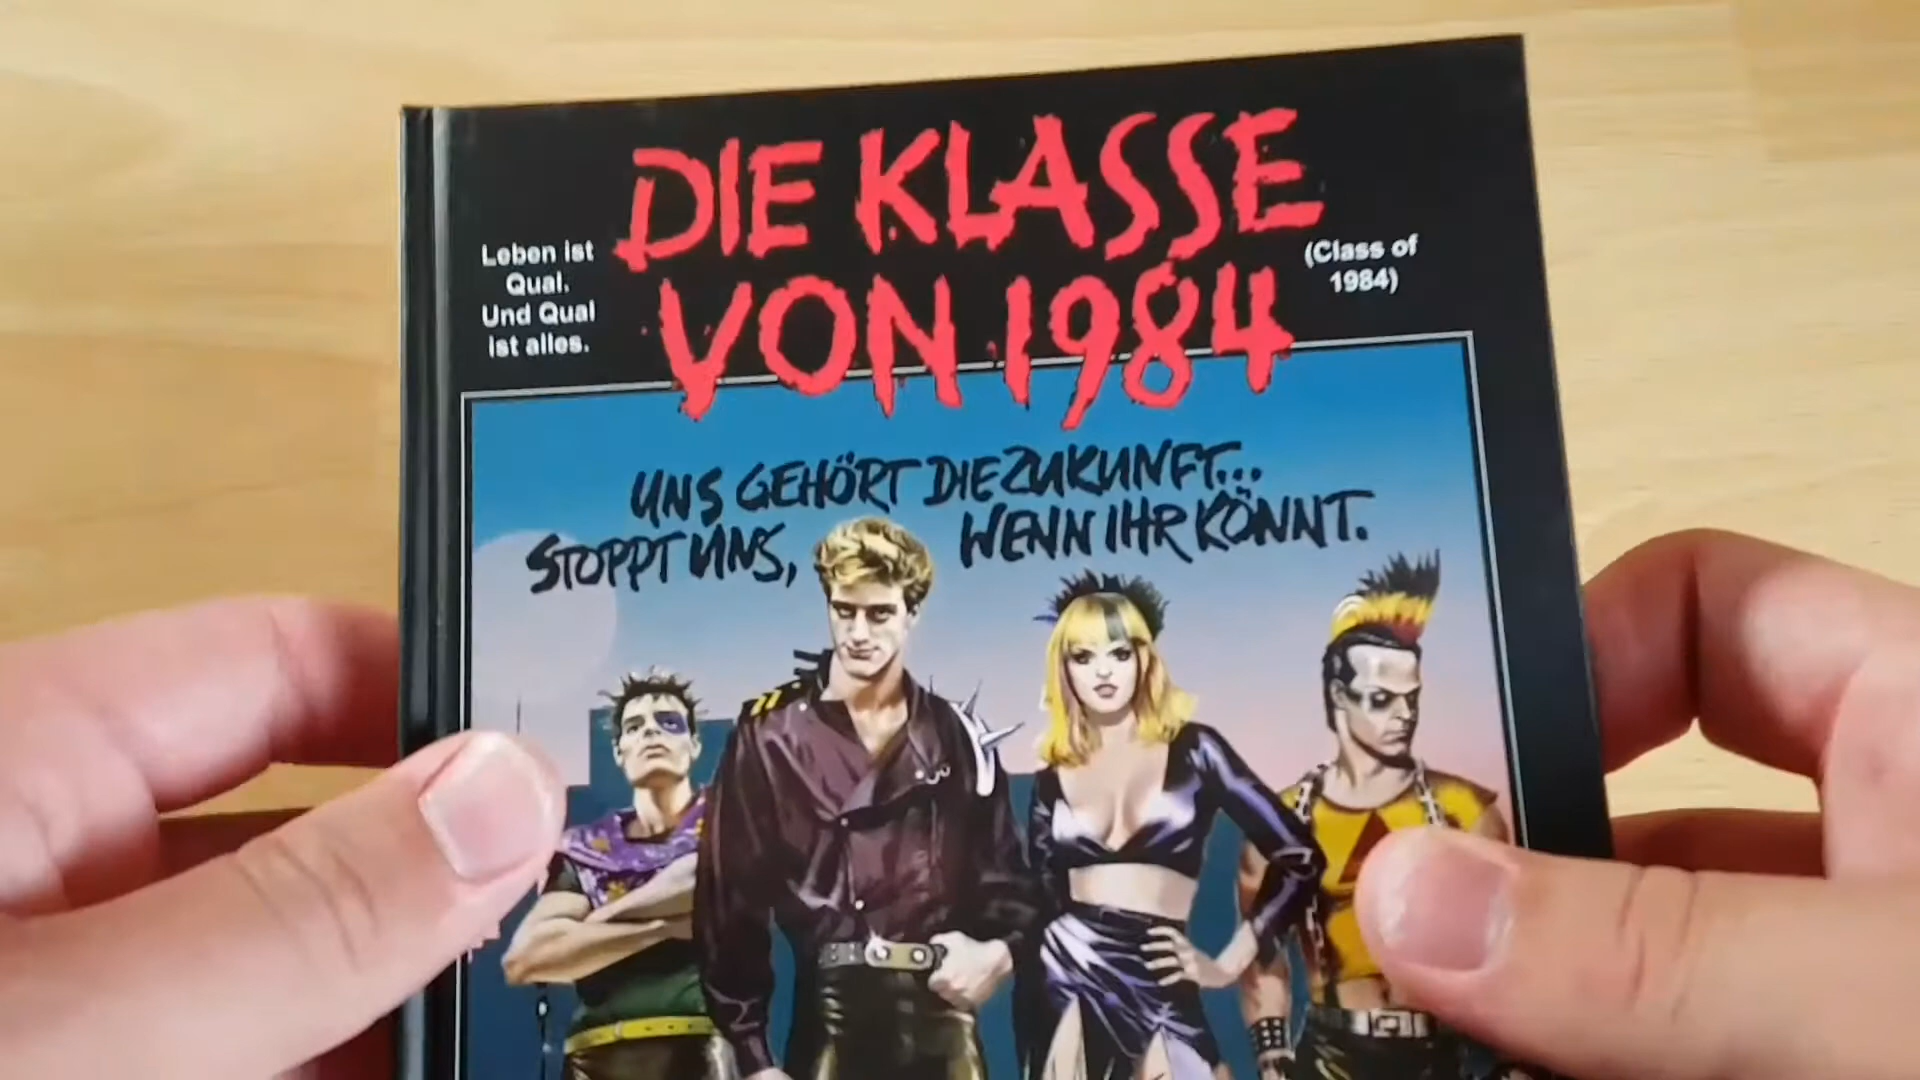 DIE KLASSE
VON 1984
Leben ist
Qual.
Und Qual
ist alles.
(Class of
1984)
UNS GEHÖRT DIE ZUKUNFT...
STOPPT UNS, WENN IHR KÖNNT.